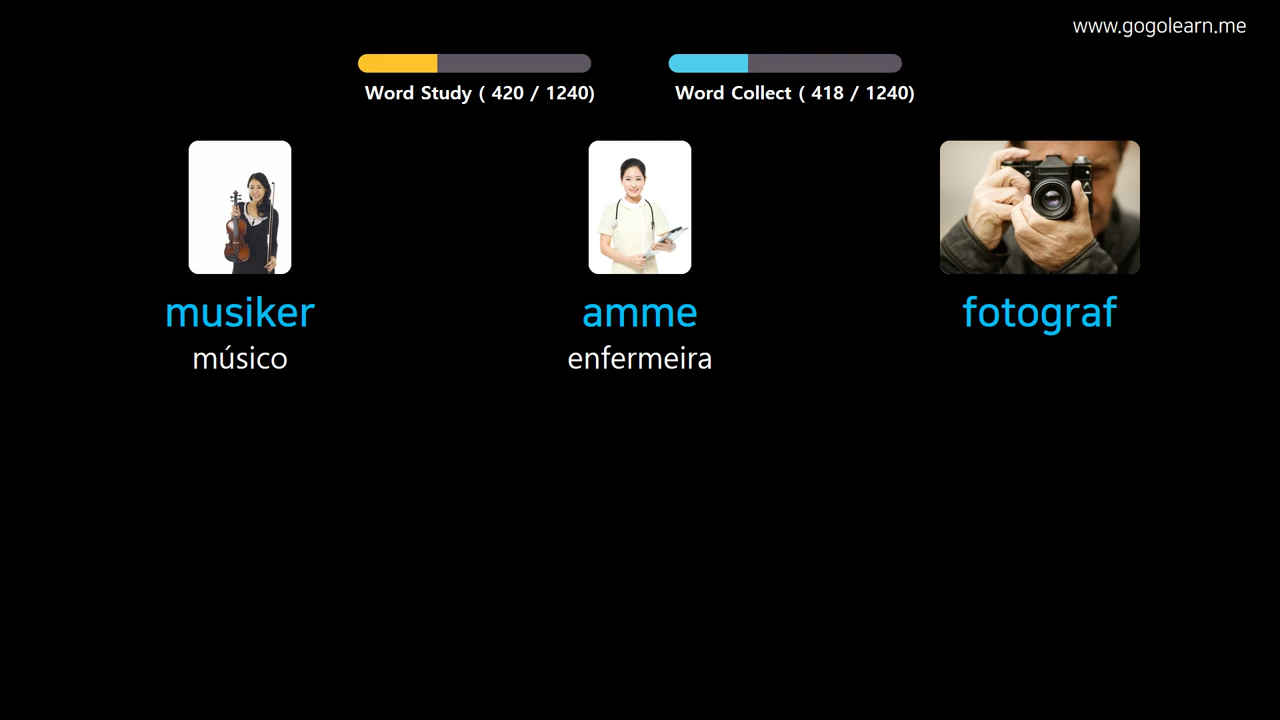 www.gogolearn.me
Word Study ( 420 / 1240)
Word Collect ( 418 / 1240)
musiker
músico
amme
enfermeira
fotograf